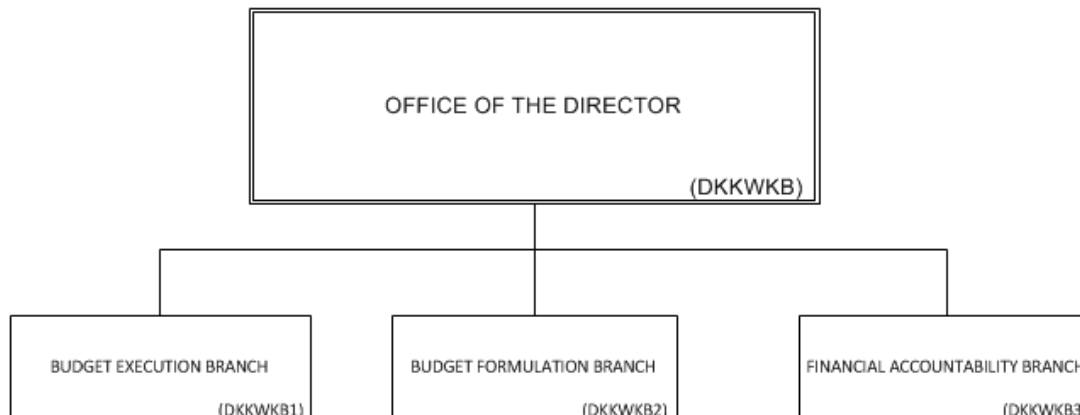 OFFICE OF THE DIRECTOR
(DKKWKB)
BUDGET EXECUTION BRANCH
(DKKWKB1)
BUDGET FORMULATION BRANCH
(DKKWKB2)
FINANCIAL ACCOUNTABILITY BRANCH
(DKKWKB3